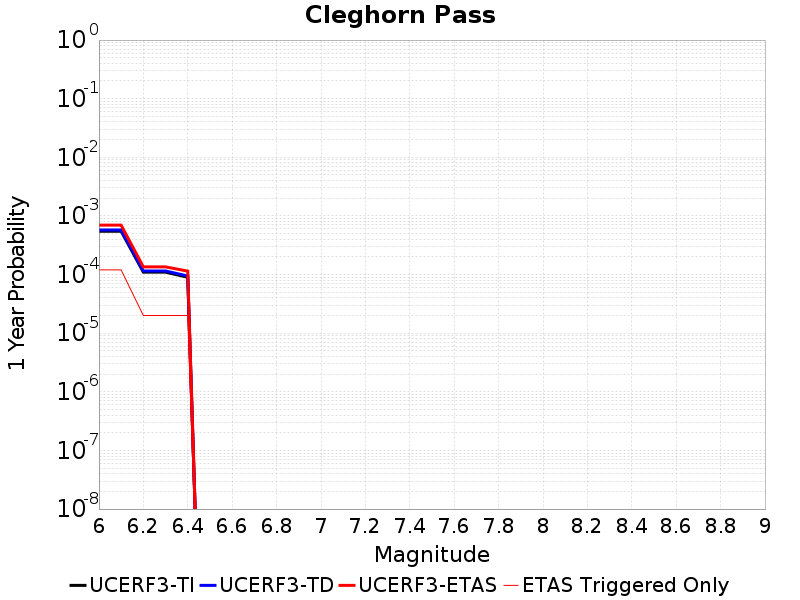 Cleghorn Pass
10^0
10^-1
10^-2
10^-3
10^-4
10^-5
10^-6
10^-7
10^-8
1 Year Probability
6 6.2 6.4 6.6 6.8 7 7.2 7.4 7.6 7.8 8 8.2 8.4 8.6 8.8 9
Magnitude
UCERF3-TI UCERF3-TD UCERF3-ETAS ETAS Triggered Only